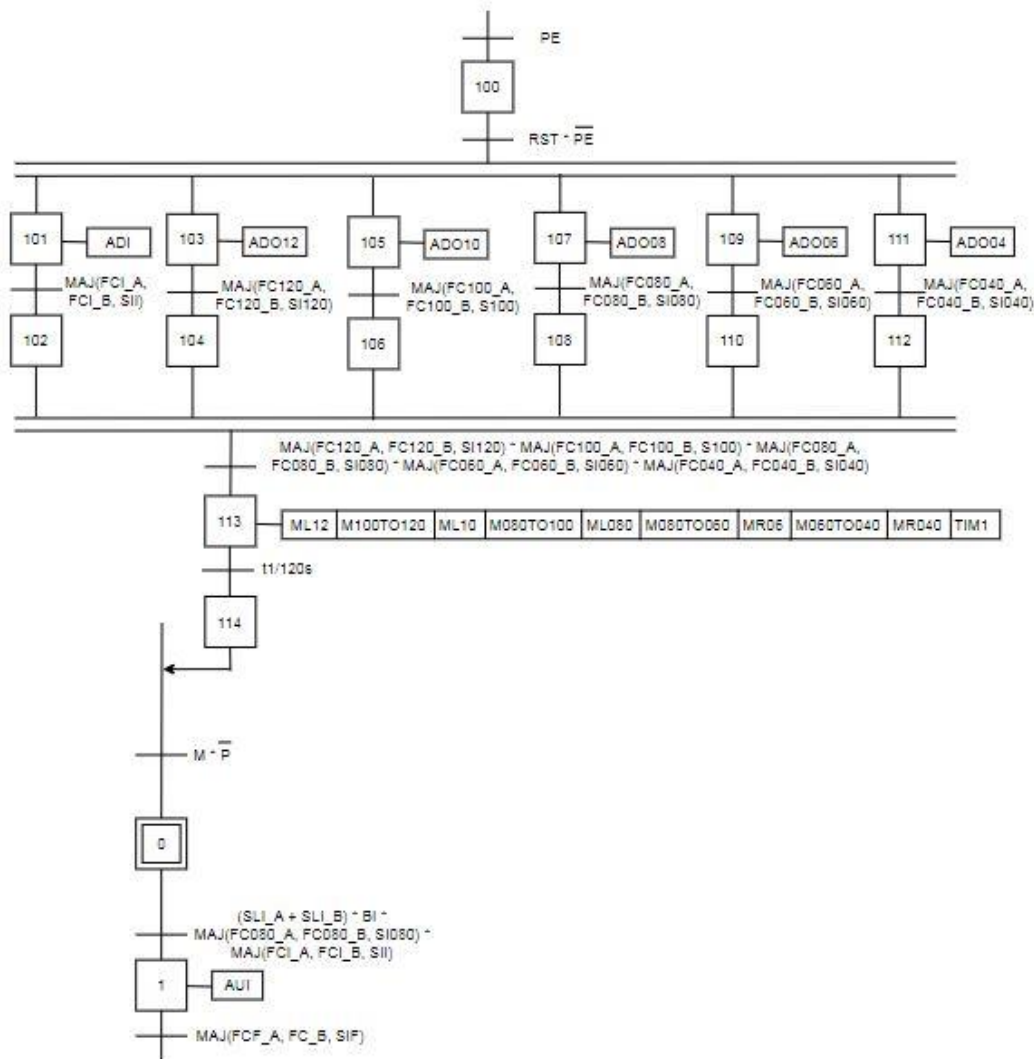 PE
100
RST * PE
101
ADI
103
ADO12
105
ADO10
107
ADO08
109
ADO06
111
ADO04
MAJ(FCI_A,
FCI_B, SII)
MAJ(FC120_A,
FC120_B, SI120)
MAJ(FC100_A,
FC100_B, S100)
MAJ(FC080_A,
FC080_B, SI080)
MAJ(FC060_A,
FC060_B, SI060)
MAJ(FC040_A,
FC040_B, SI040)
102
104
106
108
110
112
MAJ(FC120_A, FC120_B, SI120) * MAJ(FC100_A, FC100_B, S100) * MAJ(FC080_A,
FC080_B, SI080) * MAJ(FC060_A, FC060_B, SI060) * MAJ(FC040_A, FC040_B, SI040)
113
ML12
M100TO120
ML10
M080TO100
ML080
M080TO060
MR06
M060TO040
MR040
TIM1
t1/120s
114
M * P
0
(SLI_A + SLI_B) * BI *
MAJ(FC080_A, FC080_B, SI080) *
MAJ(FCI_A, FCI_B, SII)
1
AUI
MAJ(FCF_A, FC_B, SIF)